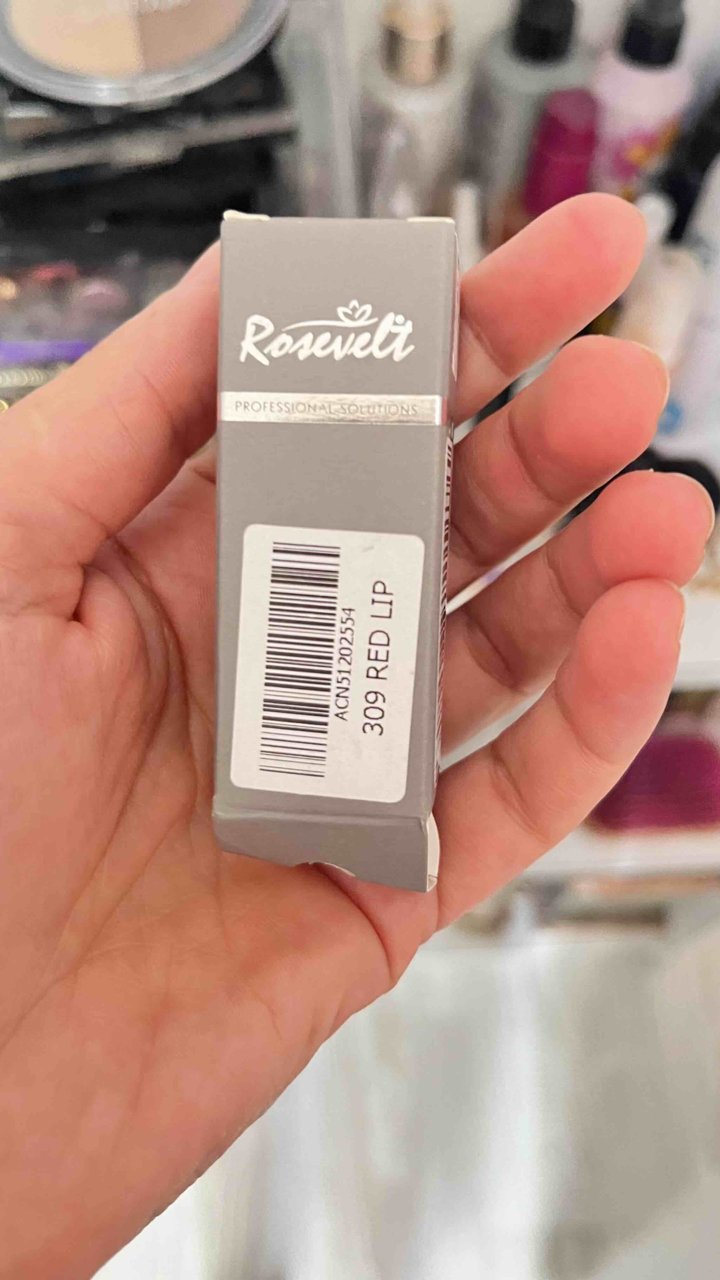 Rosevelt
PROFESSIONAL SOLUTIONS
ACN51202554
309 RED LIP